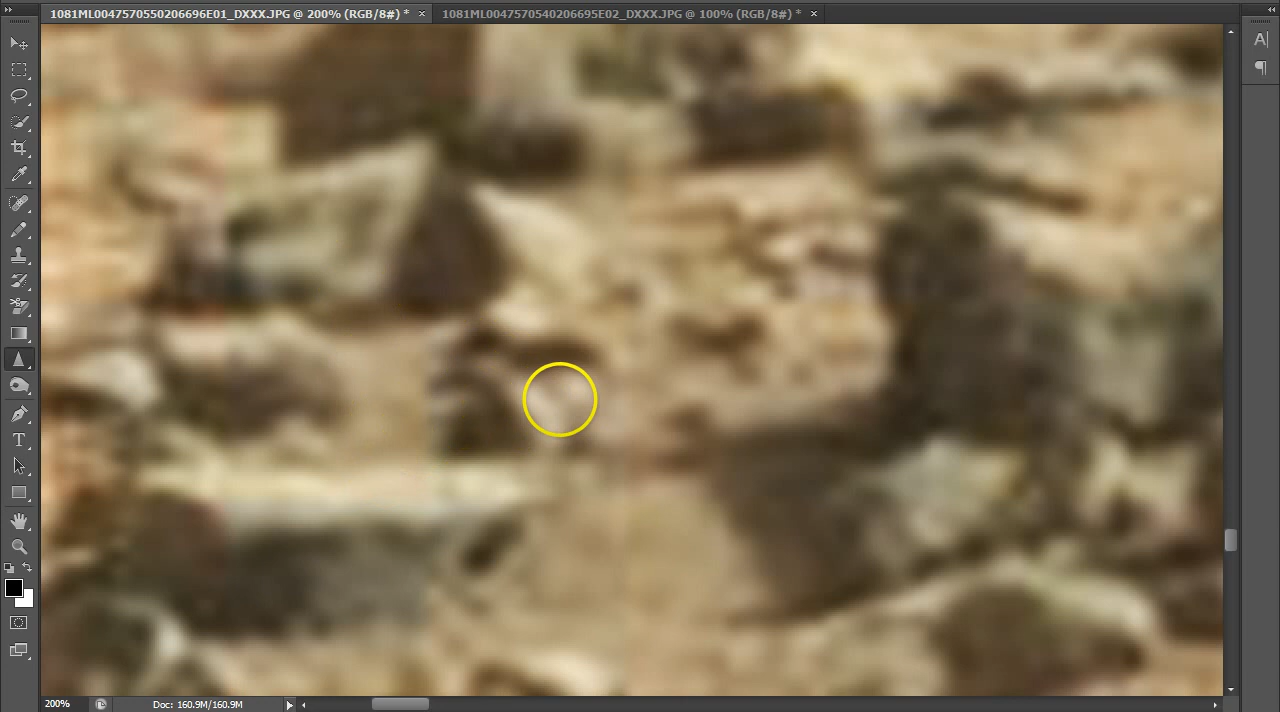 1081ML0047570550206696E01_DXXX.JPG @ 200% (RGB/8#) * ×
1081ML0047570540206695E02_DXXX.JPG @ 100% (RGB/8#) * ×
A|
¶
T
200%
Doc: 160.9M/160.9M